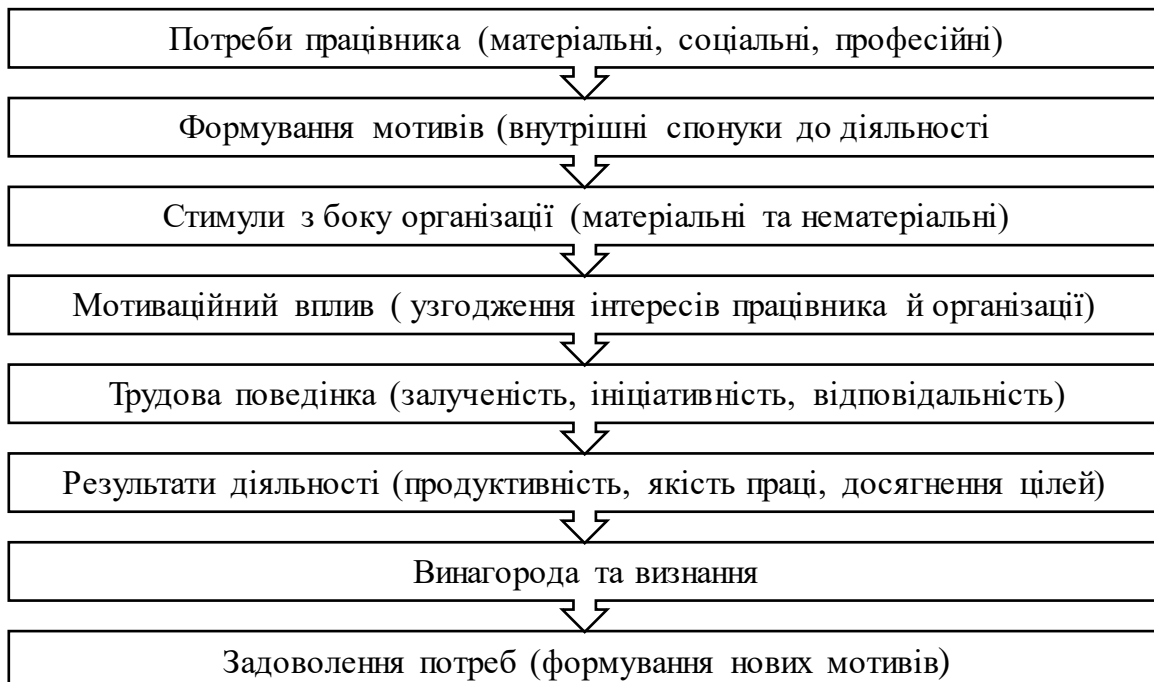 Потреби працівника (матеріальні, соціальні, професійні)
Формування мотивів (внутрішні спонуки до діяльності
Стимули з боку організації (матеріальні та нематеріальні)
Мотиваційний вплив ( узгодження інтересів працівника й організації)
Трудова поведінка (залученість, ініціативність, відповідальність)
Результати діяльності (продуктивність, якість праці, досягнення цілей)
Винагорода та визнання
Задоволення потреб (формування нових мотивів)